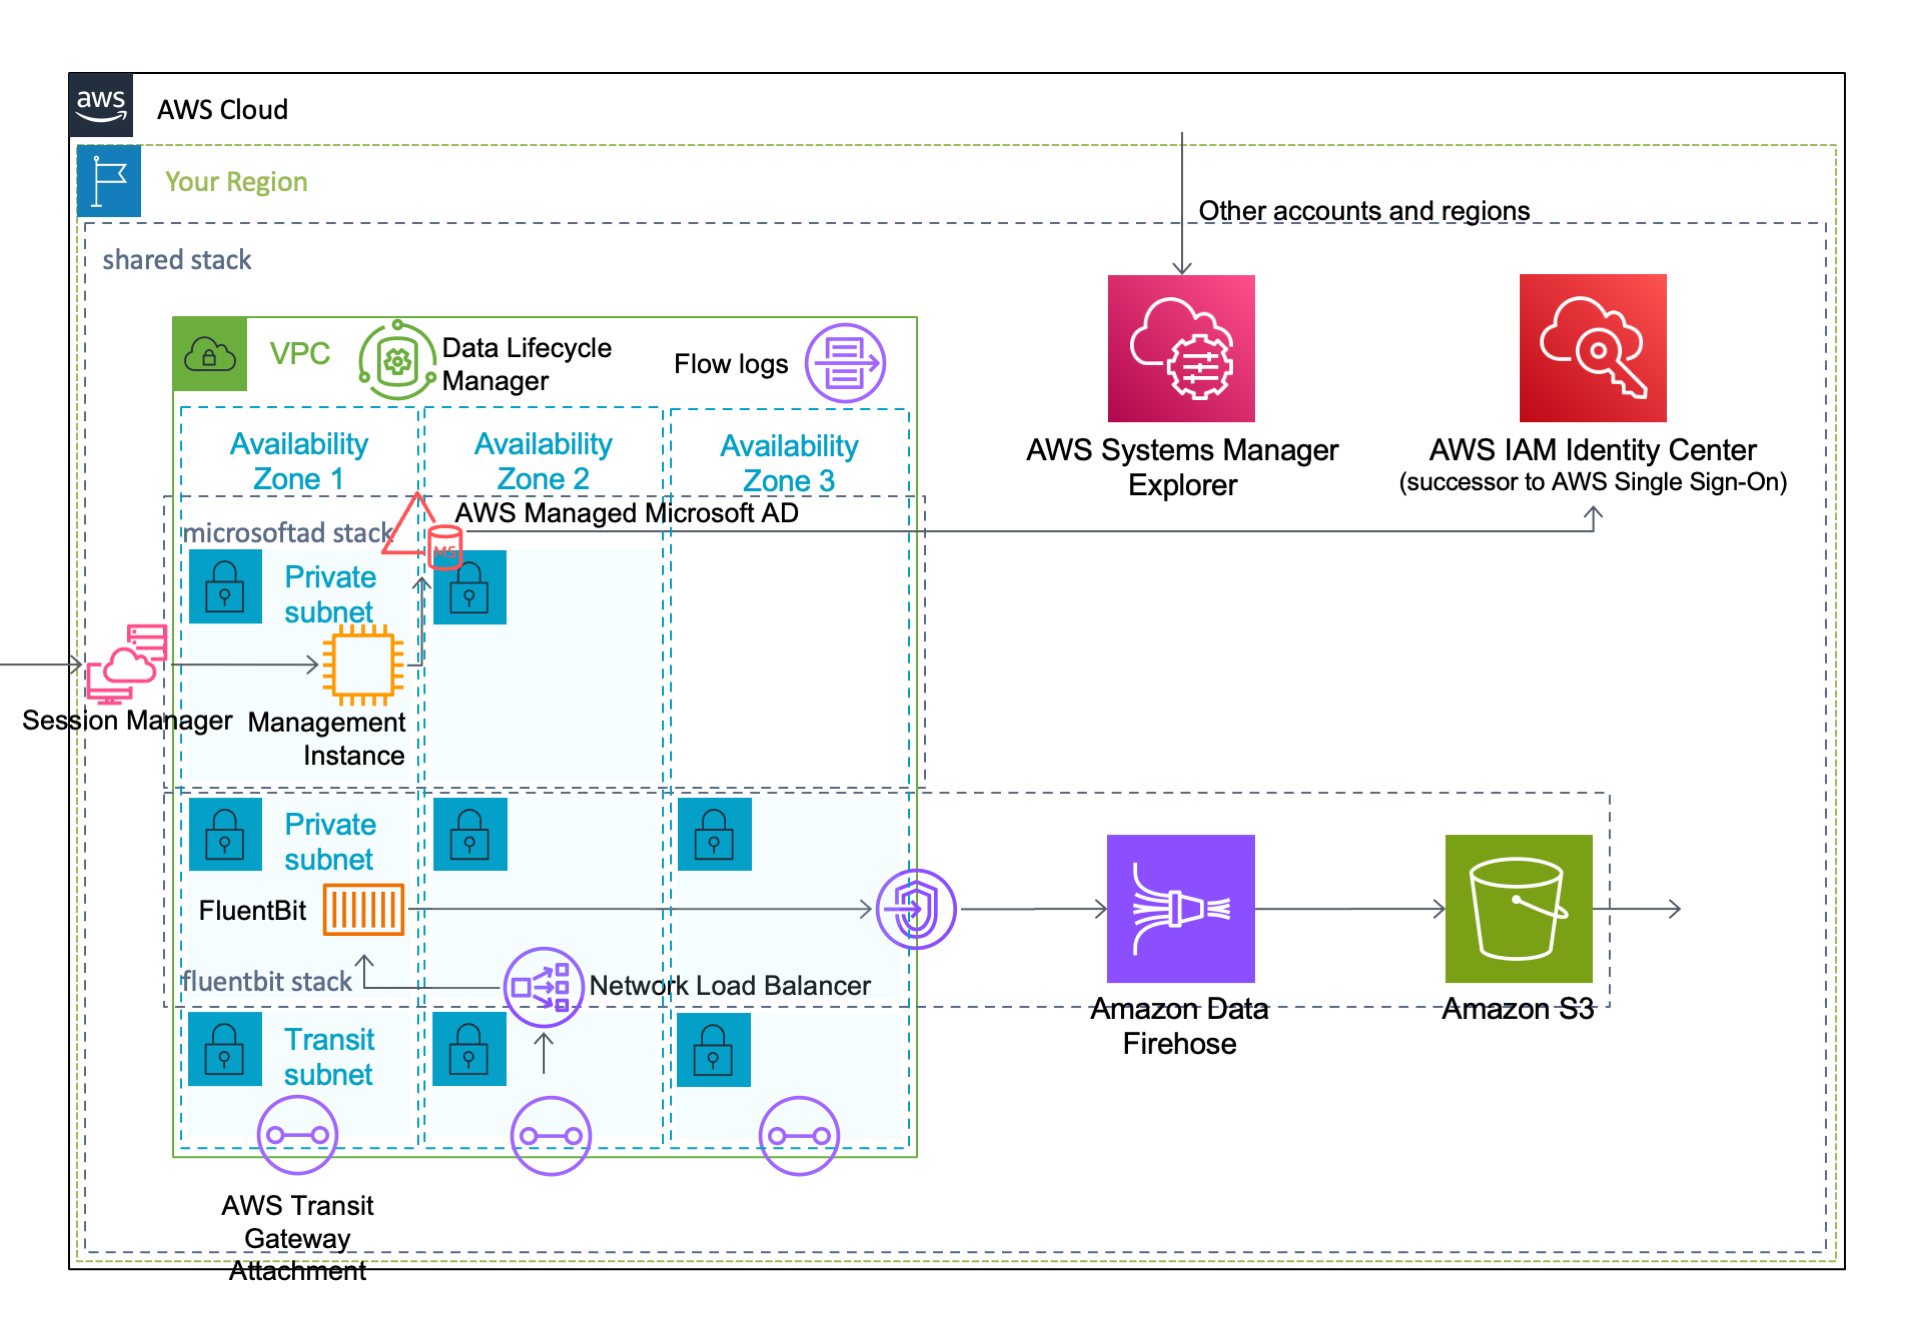 aws
AWS Cloud
Your Region
Other accounts and regions
shared stack
VPC
Data Lifecycle
Manager
Flow logs
Availability
Zone 1
Availability
Zone 2
Availability
Zone 3
AWS Systems Manager
Explorer
AWS IAM Identity Center
(successor to AWS Single Sign-On)
AWS Managed Microsoft AD
microsoftad stack
MS
Private
subnet
Session Manager
Management
Instance
Private
subnet
FluentBit
fluentbit stack
Network Load Balancer
Amazon Data
Firehose
Amazon S3
Transit
subnet
AWS Transit
Gateway
Attachment